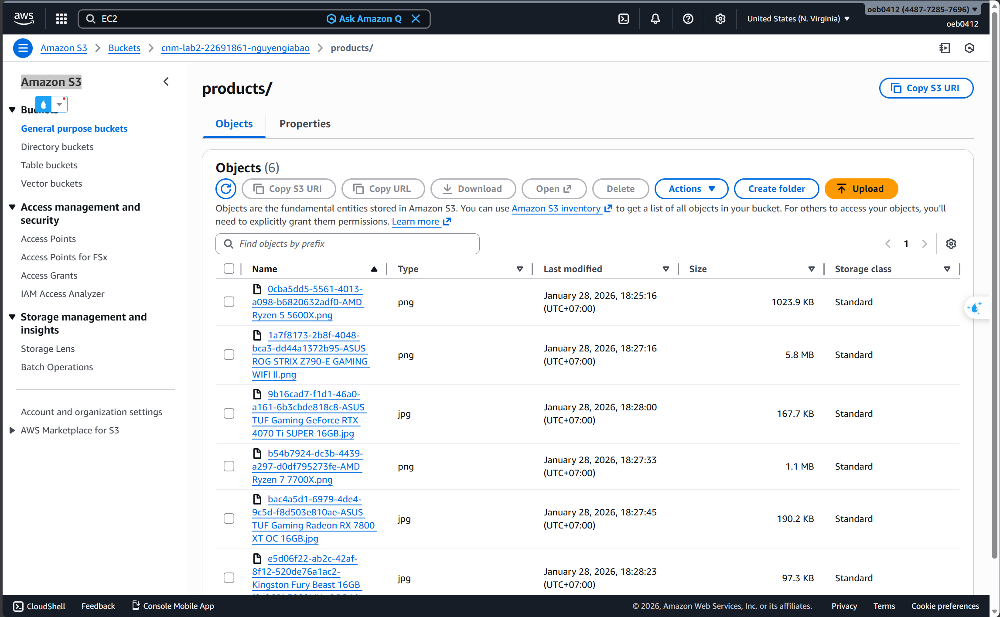 aws
EC2
Ask Amazon Q
United States (N. Virginia)
oeb0412 (4487-7285-7696)
oeb0412
Amazon S3
Buckets
cnm-lab2-22691861-nguyengiabao
products/
Amazon S3
Buckets
General purpose buckets
Directory buckets
Table buckets
Vector buckets
Access management and
security
Access Points
Access Points for FSx
Access Grants
IAM Access Analyzer
Storage management and
insights
Storage Lens
Batch Operations
Account and organization settings
AWS Marketplace for S3
products/
Copy S3 URI
Objects
Properties
Objects (6)
Copy S3 URI
Copy URL
Download
Open
Delete
Actions
Create folder
Upload
Objects are the fundamental entities stored in Amazon S3. You can use Amazon S3 inventory to get a list of all objects in your bucket. For others to access your objects, you'll
need to explicitly grant them permissions. Learn more
Find objects by prefix
1
Name
Type
Last modified
Size
Storage class
0cba5dd5-5561-4013-
a098-b6820632adf0-AMD
Ryzen 5 5600X.png
png
January 28, 2026, 18:25:16
(UTC+07:00)
1023.9 KB
Standard
1a7f8173-2b8f-4048-
bca3-dd44a1372b95-ASUS
ROG STRIX Z790-E GAMING
WIFI II.png
png
January 28, 2026, 18:27:16
(UTC+07:00)
5.8 MB
Standard
9b16cad7-f1d1-46a0-
a161-6b3cbde818c8-ASUS
TUF Gaming GeForce RTX
4070 Ti SUPER 16GB.jpg
jpg
January 28, 2026, 18:28:00
(UTC+07:00)
167.7 KB
Standard
b54b7924-dc3b-4439-
a297-d0df795273fe-AMD
Ryzen 7 7700X.png
png
January 28, 2026, 18:27:33
(UTC+07:00)
1.1 MB
Standard
bac4a5d1-6979-4de4-
9c5d-f8d503e810ae-ASUS
TUF Gaming Radeon RX 7800
XT OC 16GB.jpg
jpg
January 28, 2026, 18:27:45
(UTC+07:00)
190.2 KB
Standard
e5d06f22-ab2c-42af-
8f12-520de76a1ac2-
Kingston Fury Beast 16GB
jpg
January 28, 2026, 18:28:23
(UTC+07:00)
97.3 KB
Standard
CloudShell
Feedback
Console Mobile App
© 2026, Amazon Web Services, Inc. or its affiliates.
Privacy
Terms
Cookie preferences